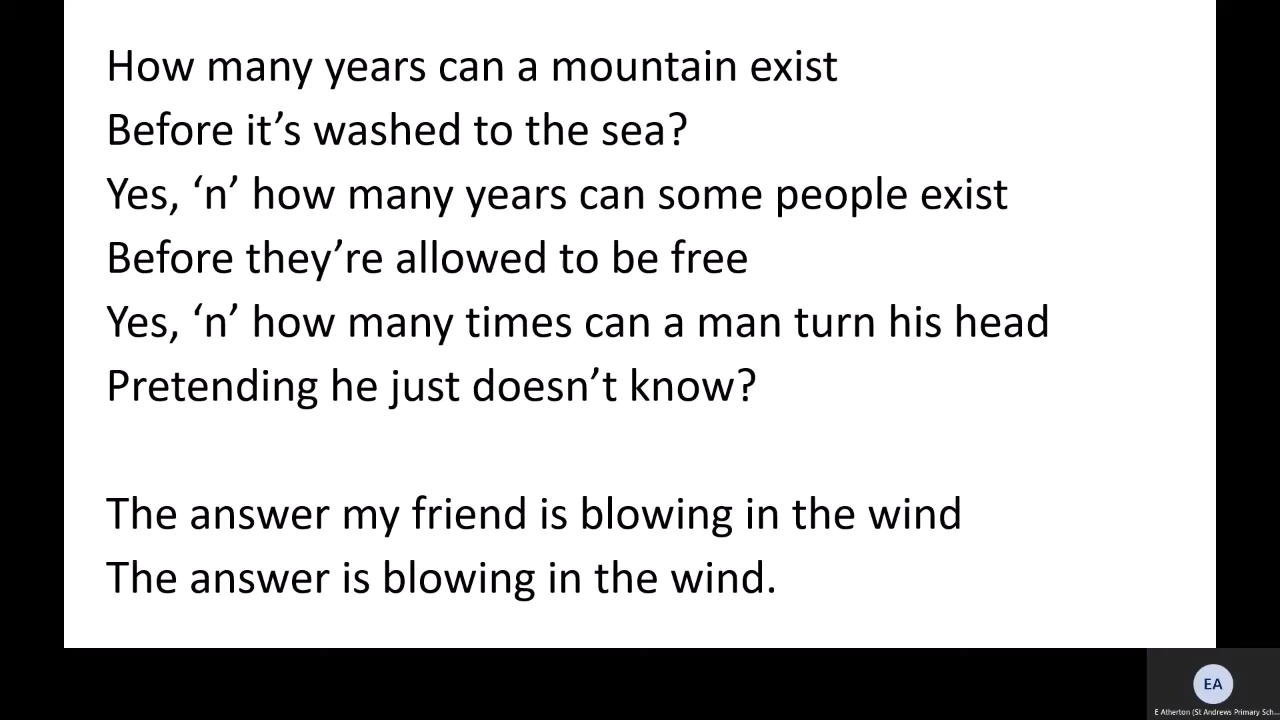 How many years can a mountain exist
Before it’s washed to the sea?
Yes, ‘n’ how many years can some people exist
Before they’re allowed to be free
Yes, ‘n’ how many times can a man turn his head
Pretending he just doesn’t know?
The answer my friend is blowing in the wind
The answer is blowing in the wind.
EA
E Atherton (St Andrews Primary Sch...